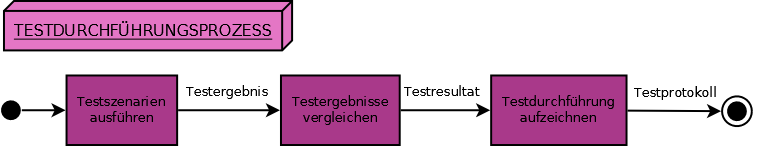 TESTDURCHFÜHRUNGSPROZESS
Testszenarien
ausführen
Testergebnis
Testergebnisse
vergleichen
Testresultat
Testdurchführung
aufzeichnen
Testprotokoll